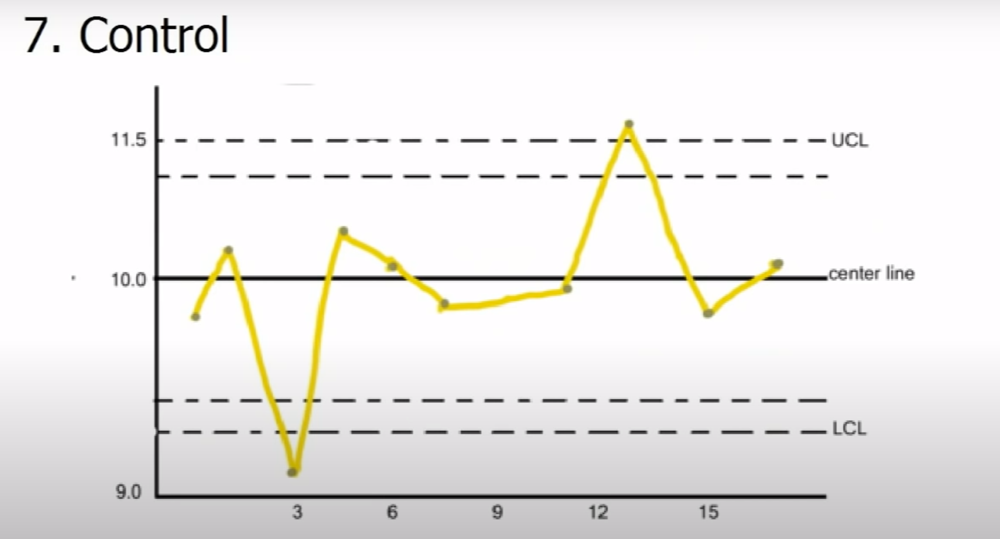 7. Control
11.5
UCL
10.0
center line
LCL
9.0
3 6 9 12 15